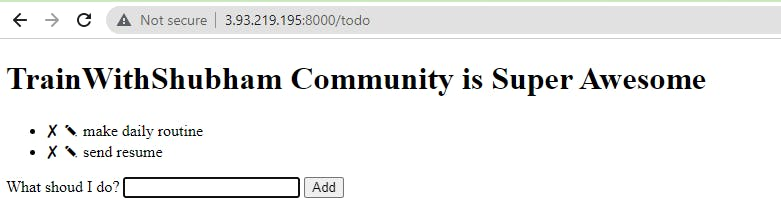 Not secure | 3.93.219.195:8000/todo
TrainWithShubham Community is Super Awesome
✗ ✎ make daily routine
✗ ✎ send resume
What shoud I do? Add